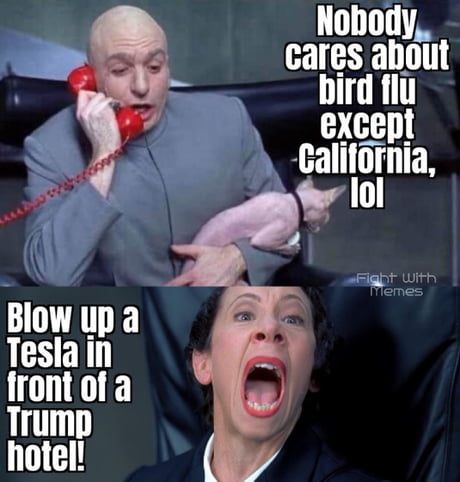 Nobody
cares about
bird flu
except
California,
lol
Fight With
Memes
Blow up a
Tesla in
front of a
Trump
hotel!